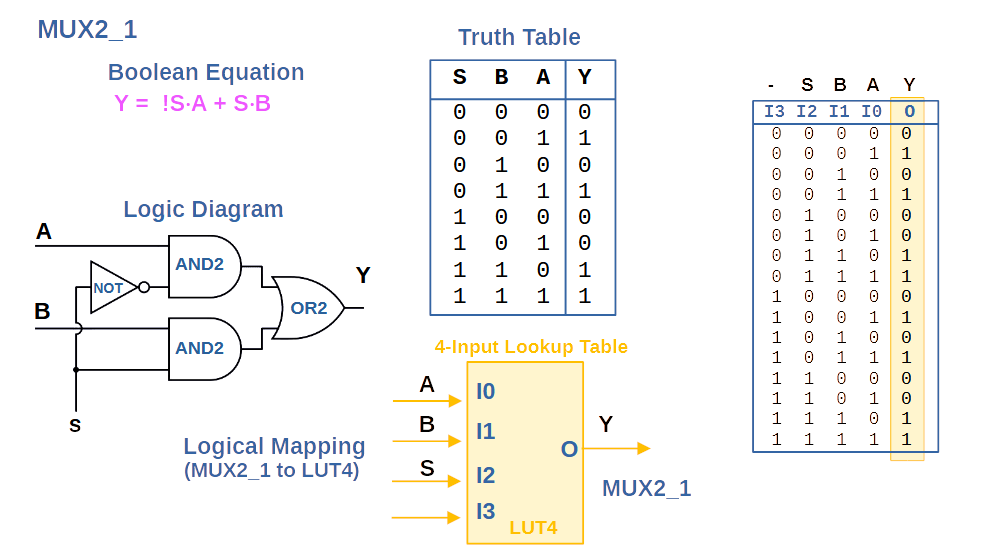 MUX2_1
Boolean Equation
Y = !S·A + S·B
Truth Table
S B A Y
0 0 0 0
0 0 1 1
0 1 0 0
0 1 1 1
1 0 0 0
1 0 1 0
1 1 0 1
1 1 1 1
- S B A Y
I3 I2 I1 I0 O
0 0 0 0 0
0 0 0 1 1
0 0 1 0 0
0 0 1 1 1
0 1 0 0 0
0 1 0 1 0
0 1 1 0 1
0 1 1 1 1
1 0 0 0 0
1 0 0 1 1
1 0 1 0 0
1 0 1 1 1
1 1 0 0 0
1 1 0 1 0
1 1 1 0 1
1 1 1 1 1
Logic Diagram
A
AND2
NOT
B
AND2
OR2
Y
S
4-Input Lookup Table
A I0
B I1
S I2
I3
O Y
LUT4
MUX2_1
Logical Mapping
(MUX2_1 to LUT4)